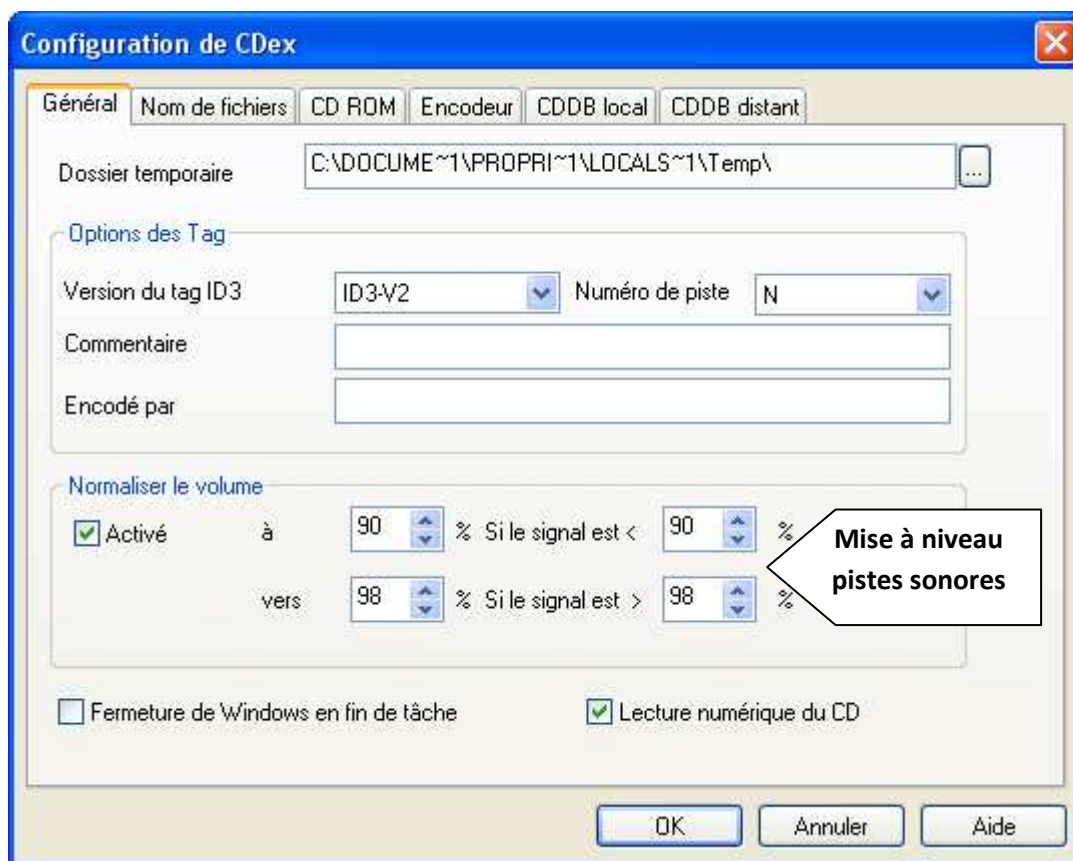 Configuration de CDex
Général Nom de fichiers CD ROM Encodeur CDDB local CDDB distant
Dossier temporaire C:\DOCUME~1\PROPRI~1\LOCALS~1\Temp\ ...
Options des Tag
Version du tag ID3 ID3-V2 Numéro de piste N
Commentaire
Encodé par
Normaliser le volume
Activé à 90 % Si le signal est < 90 %
vers 98 % Si le signal est > 98 %
Mise à niveau
pistes sonores
Fermeture de Windows en fin de tâche Lecture numérique du CD
OK Annuler Aide